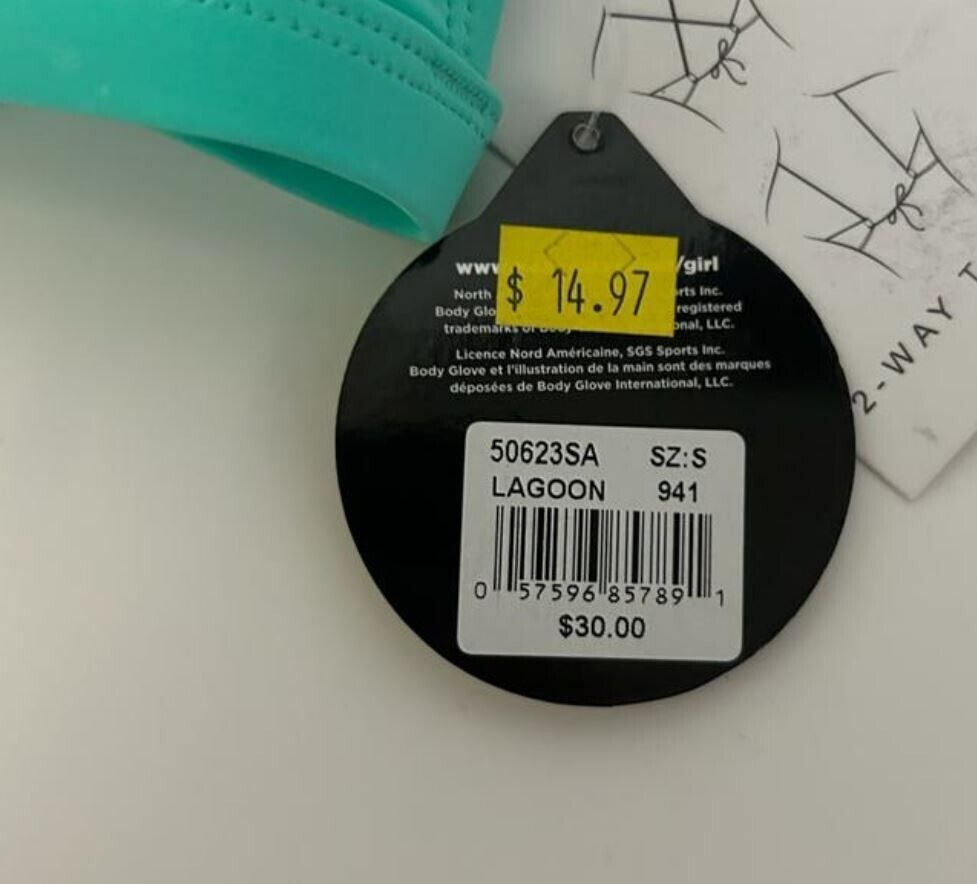 www /girl
$ 14.97
North rts Inc.
Body Glo registered
trademarks of Body onal, LLC.
Licence Nord Américaine, SGS Sports Inc.
Body Glove et l'illustration de la main sont des marques
déposées de Body Glove International, LLC.
50623SA SZ:S
LAGOON 941
0 57596 85789 1
$30.00
2-WAY